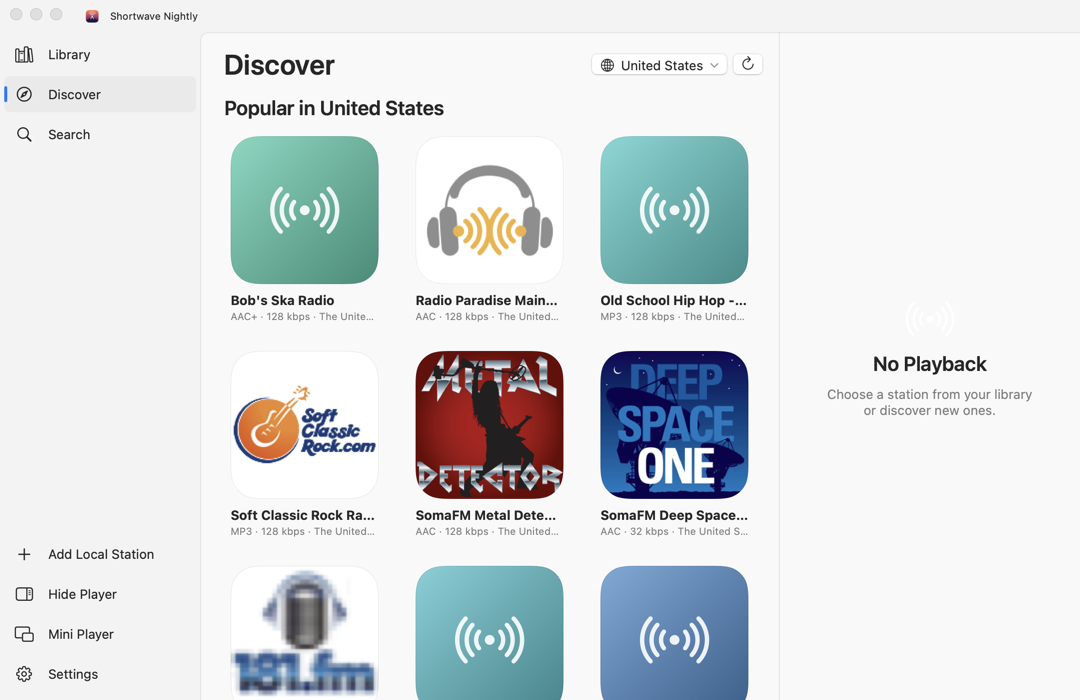 Shortwave Nightly
Library
Discover
Search
Add Local Station
Hide Player
Mini Player
Settings
Discover
United States
Popular in United States
Bob's Ska Radio
AAC+ · 128 kbps · The Unite...
Radio Paradise Main...
AAC · 128 kbps · The United...
Old School Hip Hop -...
MP3 · 128 kbps · The United...
Soft
Classic
Rock.com
Soft Classic Rock Ra...
MP3 · 128 kbps · The United...
METAL
DETECTOR
SomaFM Metal Dete...
AAC · 128 kbps · The United...
DEEP
SPACE
ONE
SomaFM Deep Space...
AAC · 32 kbps · The United S...
181.fm
No Playback
Choose a station from your library
or discover new ones.